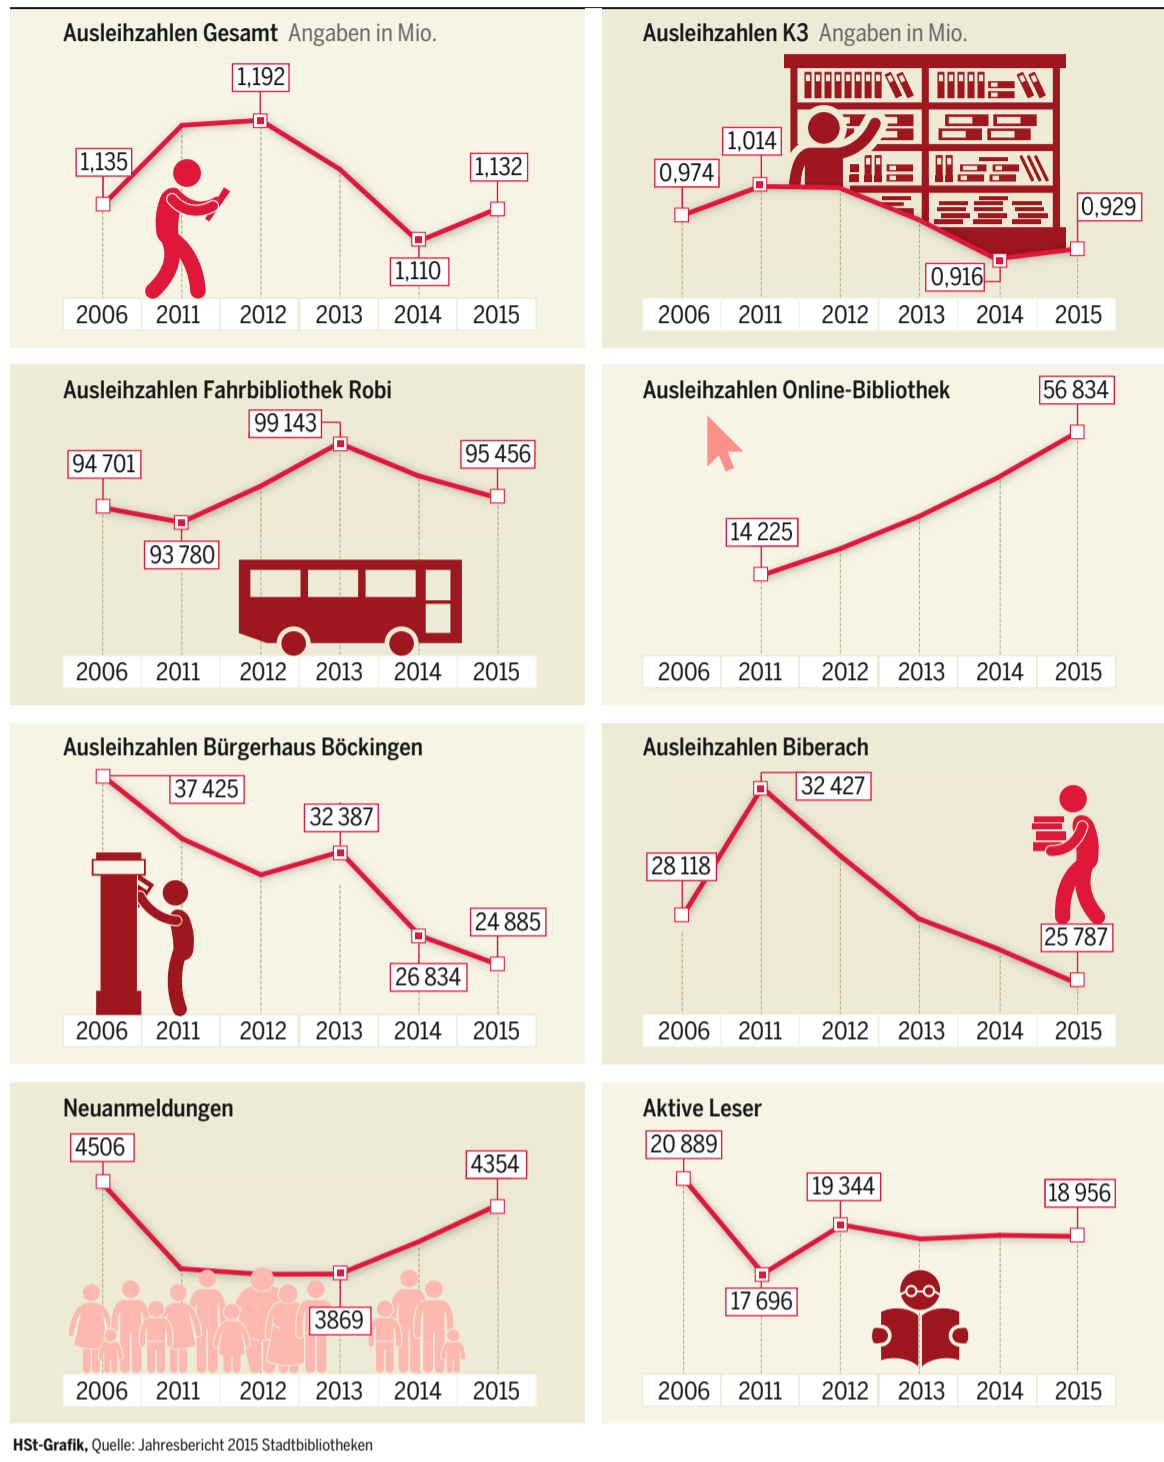 Ausleihzahlen Gesamt Angaben in Mio.
1,192
1,135
1,132
1,110
2006 2011 2012 2013 2014 2015
Ausleihzahlen K3 Angaben in Mio.
1,014
0,974
0,929
0,916
2006 2011 2012 2013 2014 2015
Ausleihzahlen Fahrbibliothek Robi
99 143
94 701
95 456
93 780
2006 2011 2012 2013 2014 2015
Ausleihzahlen Online-Bibliothek
56 834
14 225
2006 2011 2012 2013 2014 2015
Ausleihzahlen Bürgerhaus Böckingen
37 425
32 387
24 885
26 834
2006 2011 2012 2013 2014 2015
Ausleihzahlen Biberach
32 427
28 118
25 787
2006 2011 2012 2013 2014 2015
Neuanmeldungen
4506
4354
3869
2006 2011 2012 2013 2014 2015
Aktive Leser
20 889
19 344
18 956
17 696
2006 2011 2012 2013 2014 2015
HSt-Grafik, Quelle: Jahresbericht 2015 Stadtbibliotheken